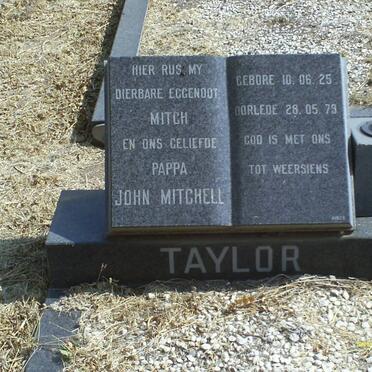 HIER RUS MY
DIERBARE EGGENOOT
MITCH
EN ONS GELIEFDE
PAPPA
JOHN MITCHELL
GEBORE 10.06.25
OORLEDE 28.05.73
GOD IS MET ONS
TOT WEERSIENS
TAYLOR